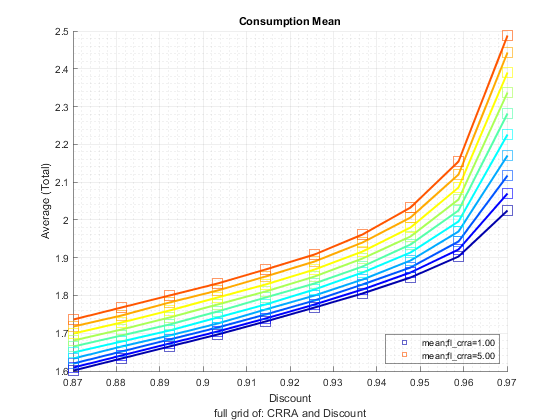 Consumption Mean
2.5
2.4
2.3
2.2
2.1
2
1.9
1.8
1.7
1.6
Average (Total)
mean;fl_crra=1.00
mean;fl_crra=5.00
0.87 0.88 0.89 0.9 0.91 0.92 0.93 0.94 0.95 0.96 0.97
Discount
full grid of: CRRA and Discount